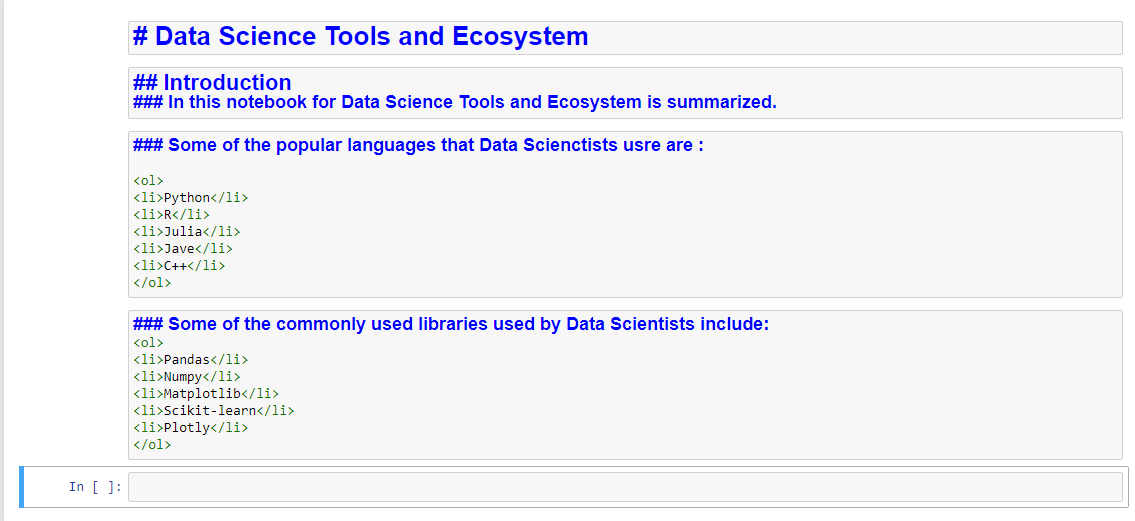 # Data Science Tools and Ecosystem
## Introduction
### In this notebook for Data Science Tools and Ecosystem is summarized.
### Some of the popular languages that Data Scienctists usre are :
<ol>
<li>Python</li>
<li>R</li>
<li>Julia</li>
<li>Jave</li>
<li>C++</li>
</ol>
### Some of the commonly used libraries used by Data Scientists include:
<ol>
<li>Pandas</li>
<li>Numpy</li>
<li>Matplotlib</li>
<li>Scikit-learn</li>
<li>Plotly</li>
</ol>
In [ ]: